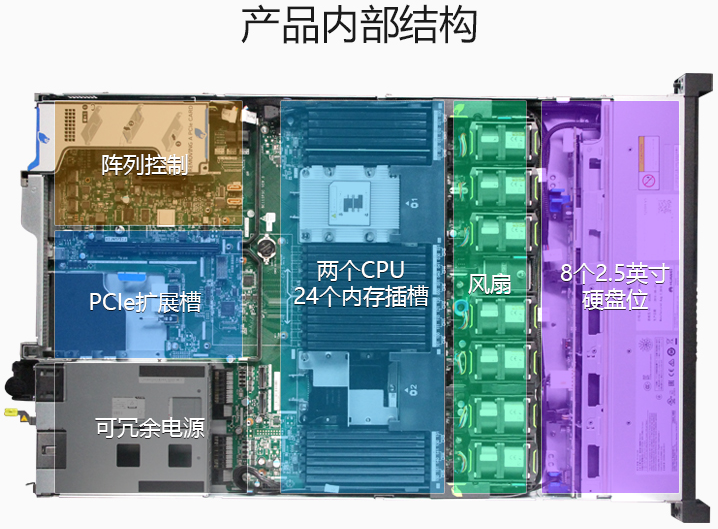 产品内部结构
阵列控制
PCIe扩展槽
可冗余电源
两个CPU
24个内存插槽
风扇
8个2.5英寸
硬盘位